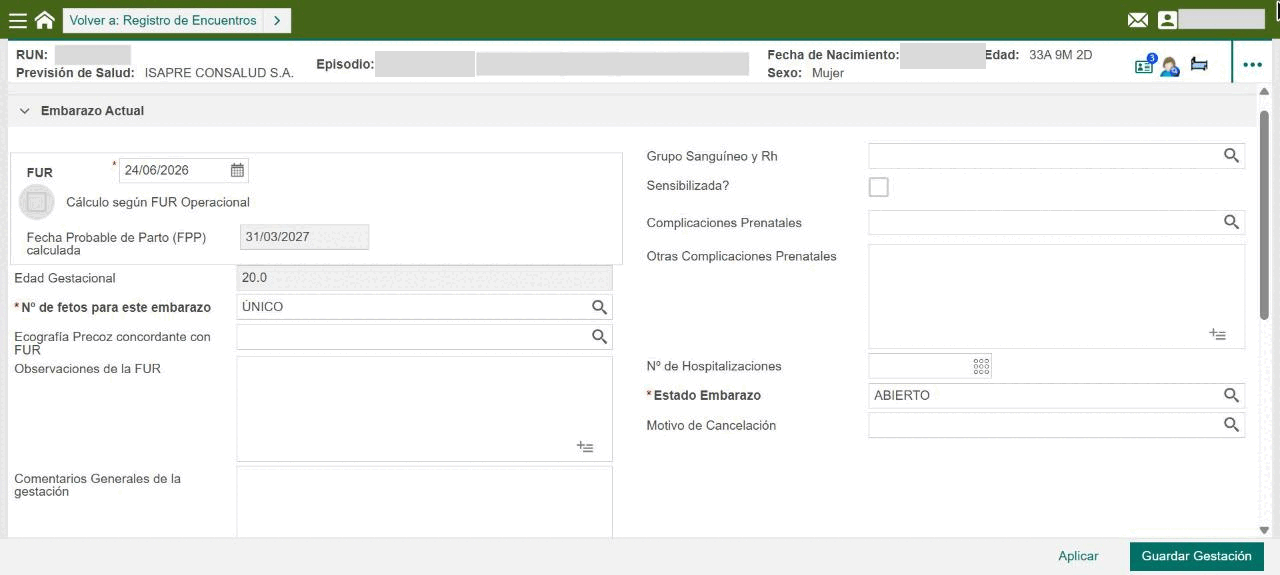 Volver a: Registro de Encuentros
RUN:
Previsión de Salud: ISAPRE CONSALUD S.A.
Episodio:
Fecha de Nacimiento:
Edad: 33A 9M 2D
Sexo: Mujer
3
Embarazo Actual
FUR * 24/06/2026
Cálculo según FUR Operacional
Fecha Probable de Parto (FPP)
calculada
31/03/2027
Edad Gestacional 20.0
*Nº de fetos para este embarazo ÚNICO
Ecografía Precoz concordante con
FUR
Observaciones de la FUR
Comentarios Generales de la
gestación
Grupo Sanguíneo y Rh
Sensibilizada?
Complicaciones Prenatales
Otras Complicaciones Prenatales
Nº de Hospitalizaciones
*Estado Embarazo ABIERTO
Motivo de Cancelación
Aplicar
Guardar Gestación